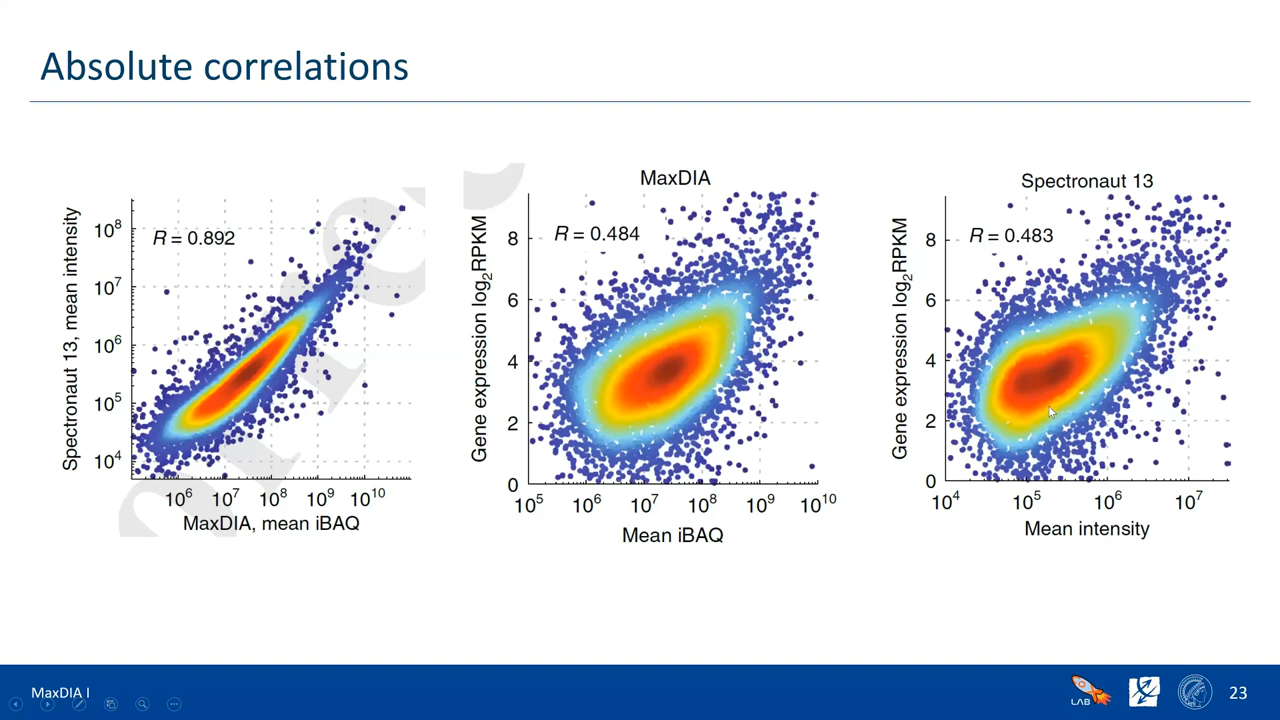 Absolute correlations
Spectronaut 13, mean intensity
10⁸
10⁷
10⁶
10⁵
10⁴
R = 0.892
10⁶ 10⁷ 10⁸ 10⁹ 10¹⁰
MaxDIA, mean iBAQ
MaxDIA
Gene expression log₂RPKM
8
6
4
2
0
R = 0.484
10⁵ 10⁶ 10⁷ 10⁸ 10⁹ 10¹⁰
Mean iBAQ
Spectronaut 13
Gene expression log₂RPKM
8
6
4
2
0
R = 0.483
10⁴ 10⁵ 10⁶ 10⁷
Mean intensity
MaxDIA I
LAB
23